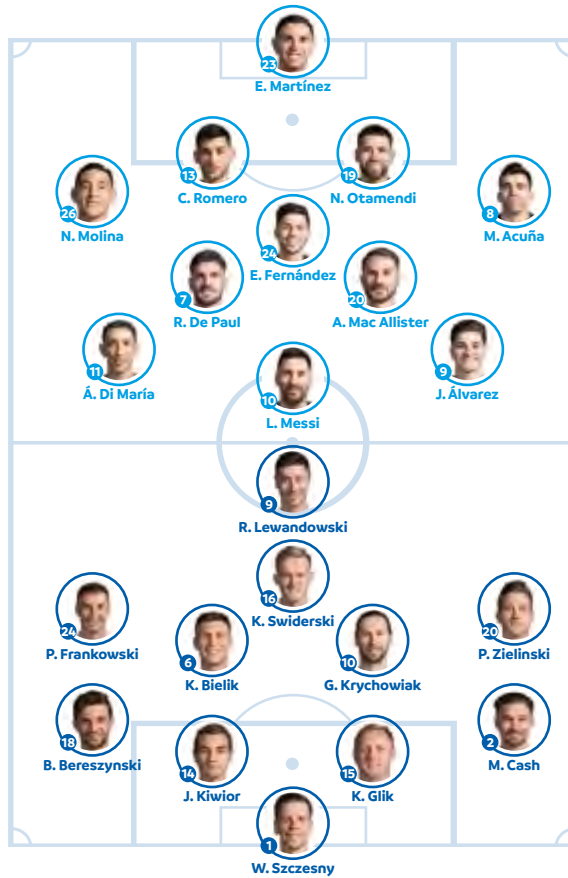 23
E. Martínez
13
C. Romero
19
N. Otamendi
26
N. Molina
8
M. Acuña
24
E. Fernández
7
R. De Paul
20
A. Mac Allister
11
Á. Di María
9
J. Álvarez
10
L. Messi
9
R. Lewandowski
16
K. Swiderski
24
P. Frankowski
20
P. Zielinski
6
K. Bielik
10
G. Krychowiak
18
B. Bereszynski
2
M. Cash
14
J. Kiwior
15
K. Glik
1
W. Szczesny